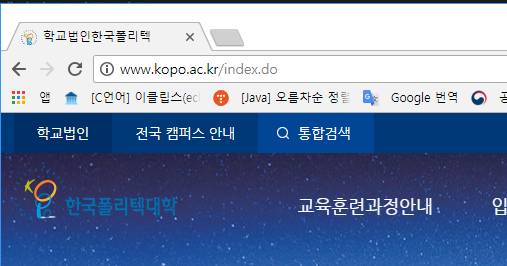 학교법인한국폴리텍
www.kopo.ac.kr/index.do
앱 [C언어] 이클립스(ecl [Java] 오름차순 정렬 Google 번역 공
학교법인 전국 캠퍼스 안내 통합검색
한국폴리텍대학 교육훈련과정안내 입